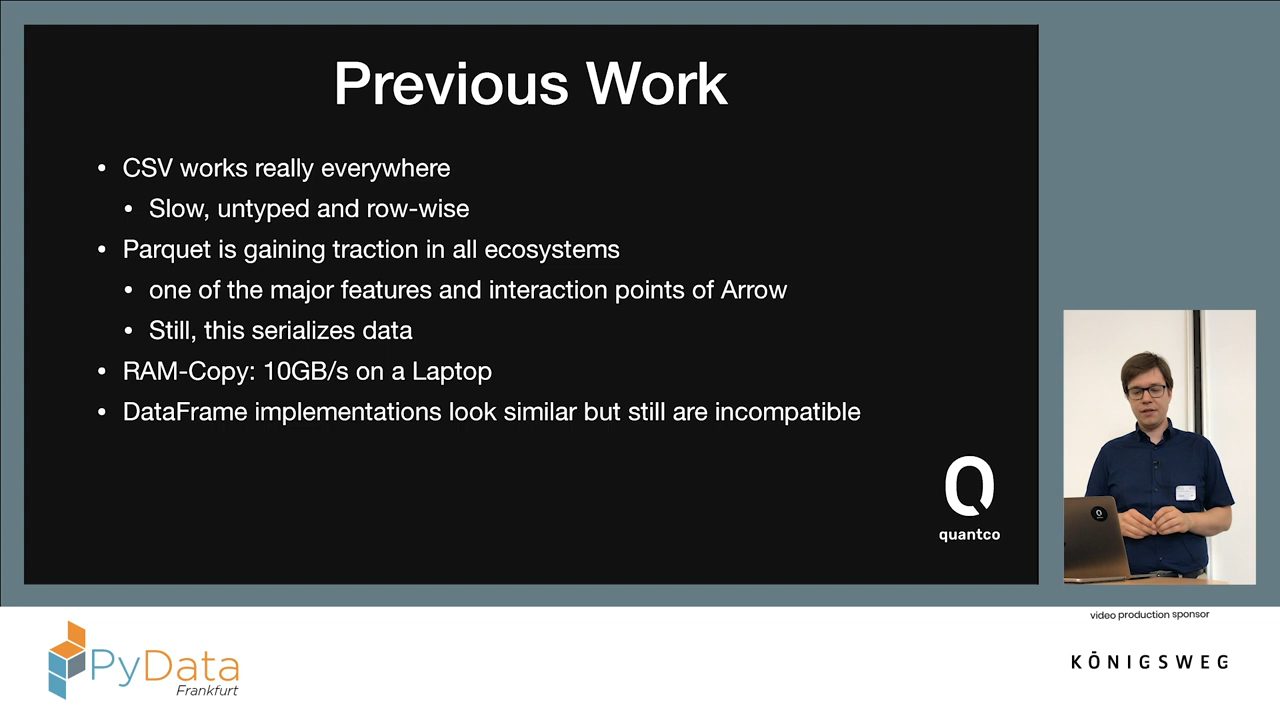 Previous Work
• CSV works really everywhere
• Slow, untyped and row-wise
• Parquet is gaining traction in all ecosystems
• one of the major features and interaction points of Arrow
• Still, this serializes data
• RAM-Copy: 10GB/s on a Laptop
• DataFrame implementations look similar but still are incompatible
quantco
video production sponsor
KÖNIGSWEG
PyData
Frankfurt